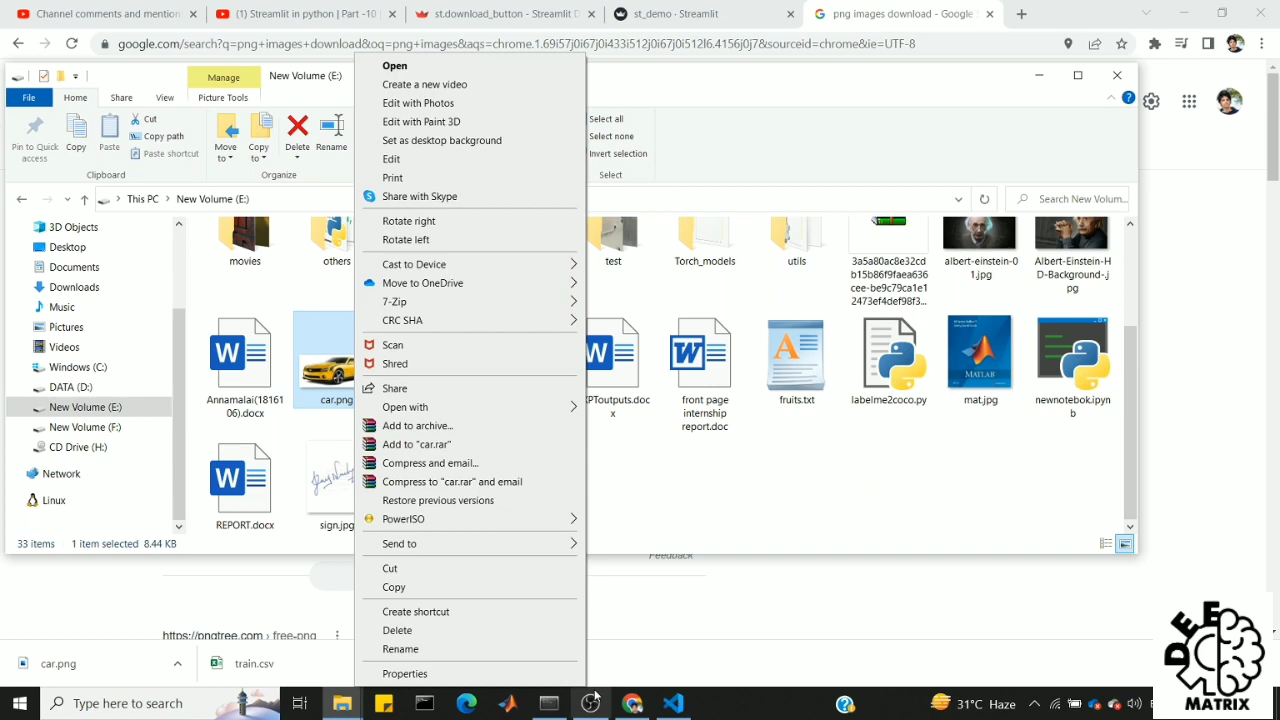 Channel comments and mention
(1) Streamlit in python | Part -10 |
st.download_button - Streamlit D
st_demo · Streamlit
png images download - Google S
google.com/search?q=png+images+download&oq=png+images+&aqs=chrome.1.69i57j0i67j0i433i512j0i67j0i512l6.4156j0j7&sourceid=chrome&ie=UTF-8
Manage
New Volume (E:)
File
Home
Share
View
Picture Tools
Pin to Quick access
Copy
Paste
Cut
Copy path
Paste shortcut
Move to
Copy to
Delete
Rename
Select all
Select none
Invert selection
Clipboard
Organize
Select
This PC
New Volume (E:)
Search New Volum...
3D Objects
Desktop
Documents
Downloads
Music
Pictures
Videos
Windows (C:)
DATA (D:)
New Volume (E:)
New Volume (F:)
CD Drive (H:)
Network
Linux
movies
others
test
Torch_models
utils
3a5a80ac8e32cd
b15b86f9faea636
cee-be9c79ca1e1
2473ef4def98f3...
albert-einstein-0
1.jpg
Albert-Einstein-H
D-Background-.j
pg
Annamalai(18161
06).docx
car.png
PToutputs.doc
x
front page
internship
report.doc
fruits.txt
labelme2coco.py
MATLAB
mat.jpg
newnotebok.ipyn
b
REPORT.docx
sign.jpg
33 items
1 item selected 8.44 KB
Open
Create a new video
Edit with Photos
Edit with Paint 3D
Set as desktop background
Edit
Print
Share with Skype
Rotate right
Rotate left
Cast to Device
Move to OneDrive
7-Zip
CRC SHA
Scan
Shred
Share
Open with
Add to archive...
Add to "car.rar"
Compress and email...
Compress to "car.rar" and email
Restore previous versions
PowerISO
Send to
Cut
Copy
Create shortcut
Delete
Rename
Properties
Feedback
https://pngtree.com › free-png
car.png
train.csv
Type here to search
31°C Haze
DEE
MATRIX